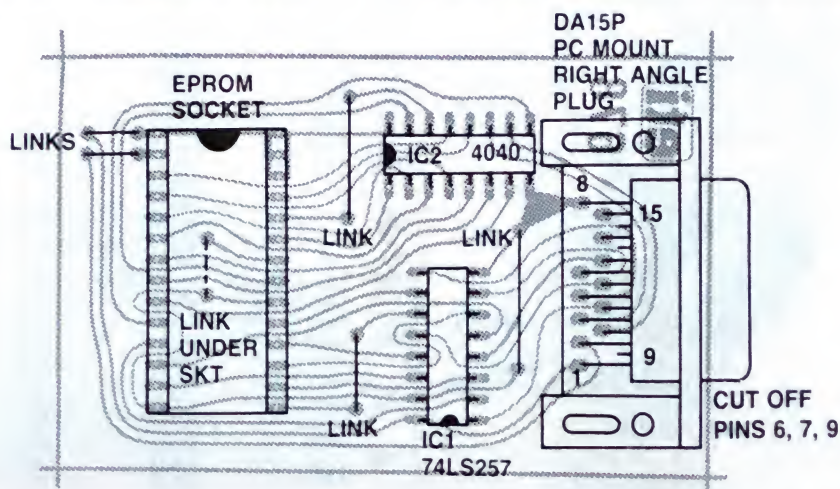 DA15P
PC MOUNT
RIGHT ANGLE
PLUG
EPROM
SOCKET
LINKS
IC2 4040
8
15
LINK
LINK
LINK
UNDER
SKT
9
1
LINK
IC1
74LS257
CUT OFF
PINS 6, 7, 9